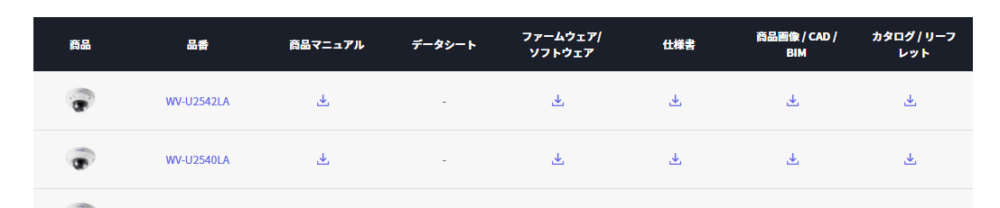 商品 品番 商品マニュアル データシート ファームウェア/ソフトウェア 仕様書 商品画像 / CAD / BIM カタログ / リーフレット
WV-U2542LA -
WV-U2540LA -